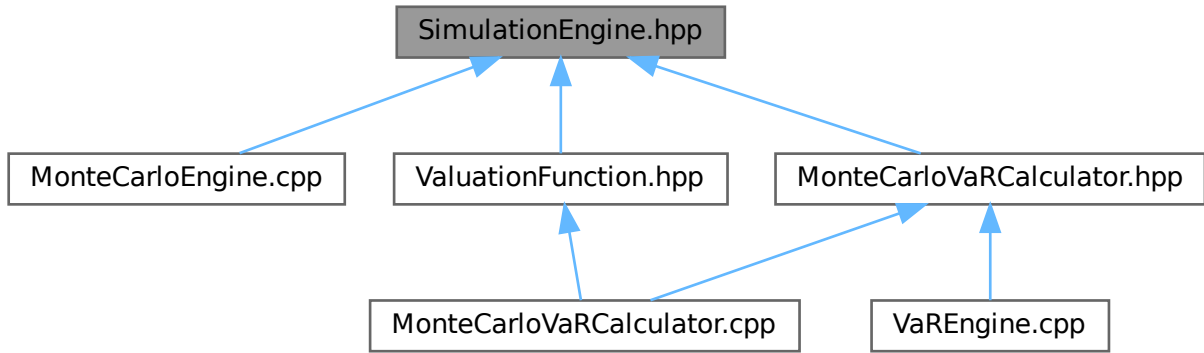 SimulationEngine.hpp
MonteCarloEngine.cpp
ValuationFunction.hpp
MonteCarloVaRCalculator.hpp
MonteCarloVaRCalculator.cpp
VaREngine.cpp